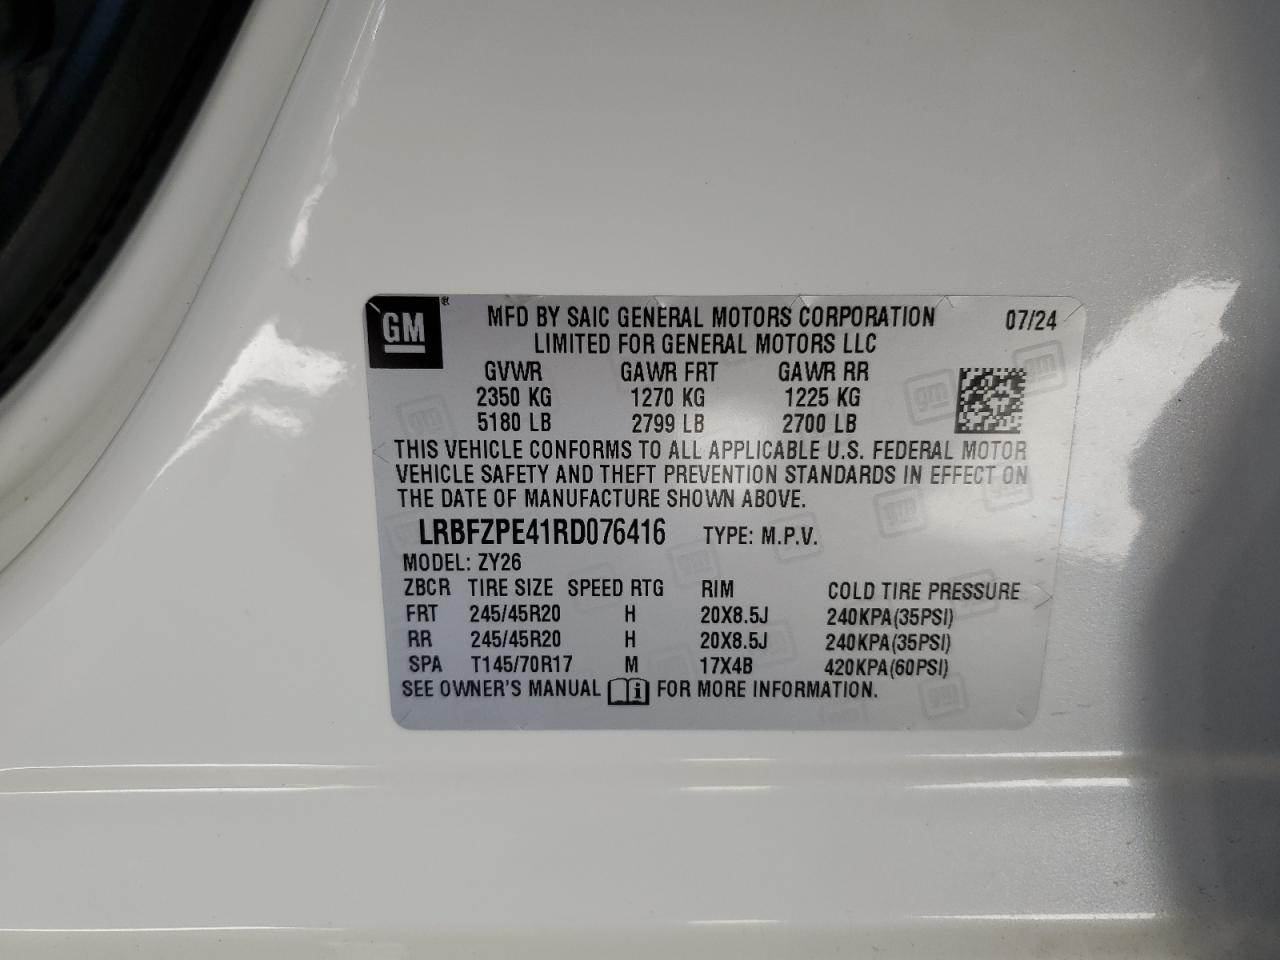 GM ® MFD BY SAIC GENERAL MOTORS CORPORATION 07/24
LIMITED FOR GENERAL MOTORS LLC
GVWR GAWR FRT GAWR RR
2350 KG 1270 KG 1225 KG
5180 LB 2799 LB 2700 LB
THIS VEHICLE CONFORMS TO ALL APPLICABLE U.S. FEDERAL MOTOR
VEHICLE SAFETY AND THEFT PREVENTION STANDARDS IN EFFECT ON
THE DATE OF MANUFACTURE SHOWN ABOVE.
LRBFZPE41RD076416 TYPE: M.P.V.
MODEL: ZY26
ZBCR TIRE SIZE SPEED RTG RIM COLD TIRE PRESSURE
FRT 245/45R20 H 20X8.5J 240KPA(35PSI)
RR 245/45R20 H 20X8.5J 240KPA(35PSI)
SPA T145/70R17 M 17X4B 420KPA(60PSI)
SEE OWNER'S MANUAL i FOR MORE INFORMATION.